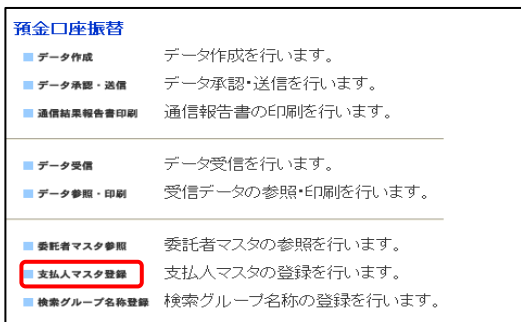 預金口座振替
データ作成 データ作成を行います。
データ承認・送信 データ承認・送信を行います。
通信結果報告書印刷 通信報告書の印刷を行います。
データ受信 データ受信を行います。
データ参照・印刷 受信データの参照・印刷を行います。
委託者マスタ参照 委託者マスタの参照を行います。
支払人マスタ登録 支払人マスタの登録を行います。
検索グループ名称登録 検索グループ名称の登録を行います。